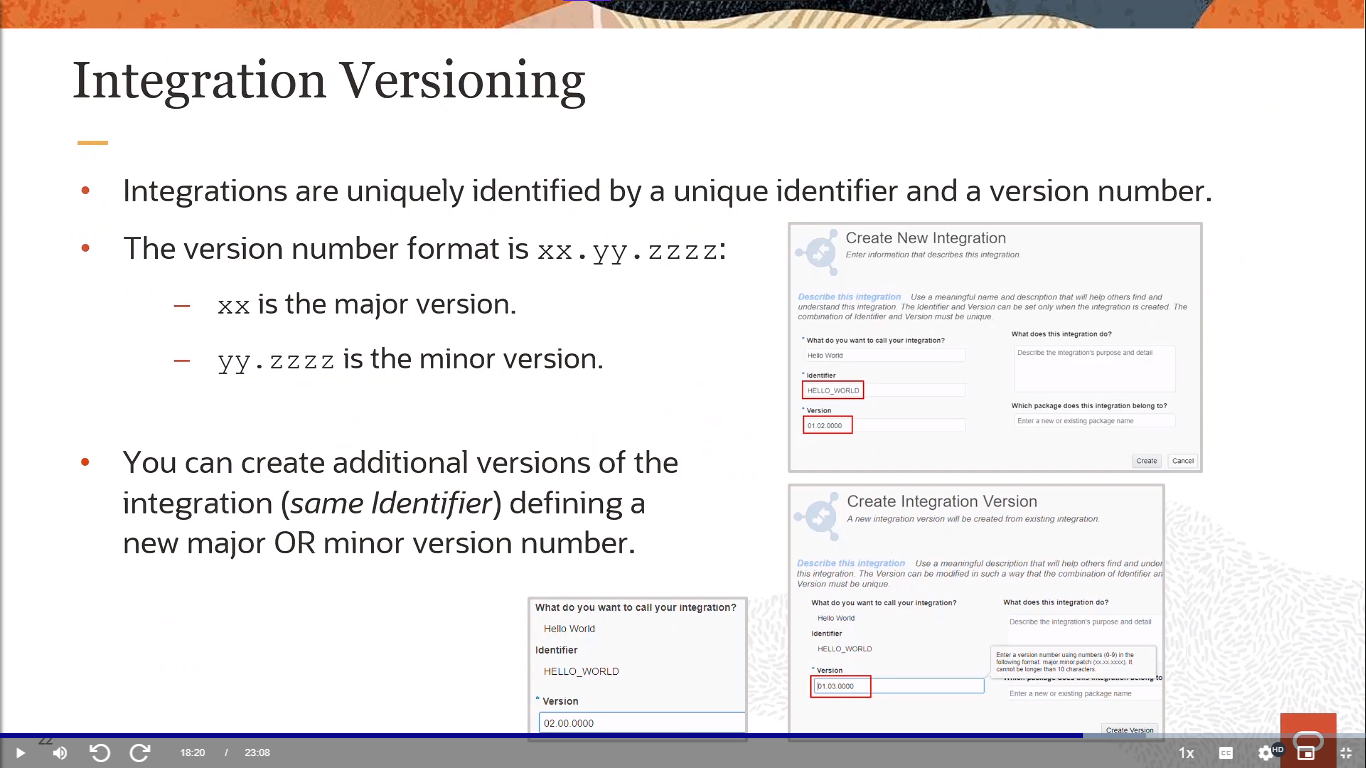 Integration Versioning
• Integrations are uniquely identified by a unique identifier and a version number.
• The version number format is xx.yy.zzzz:
– xx is the major version.
– yy.zzzz is the minor version.
• You can create additional versions of the
integration (same Identifier) defining a
new major OR minor version number.
Create New Integration
Enter information that describes this integration.
Describe this integration Use a meaningful name and description that will help others find and
understand this integration. The Identifier and Version can be set only when the integration is created. The
combination of Identifier and Version must be unique.
* What do you want to call your integration?
Hello World
* Identifier
HELLO_WORLD
* Version
01.02.0000
What does this integration do?
Describe the integration's purpose and detail
Which package does this integration belong to?
Enter a new or existing package name
Create Cancel
Create Integration Version
A new integration version will be created from existing integration.
Describe this integration Use a meaningful description that will help others find and under
this integration. The Version can be modified in such a way that the combination of Identifier an
Version must be unique.
What do you want to call your integration?
Hello World
Identifier
HELLO_WORLD
* Version
01.03.0000
What does this integration do?
Describe the integration's purpose and detail
Enter a version number using numbers (0-9) in the
following format. major.minor.patch (xx.xx.xxxx). It
cannot be longer than 10 characters.
Which package does this integration belong to
Enter a new or existing package name
Create Version
What do you want to call your integration?
Hello World
Identifier
HELLO_WORLD
* Version
02.00.0000
22
18:20 / 23:08
1x
CC
HD